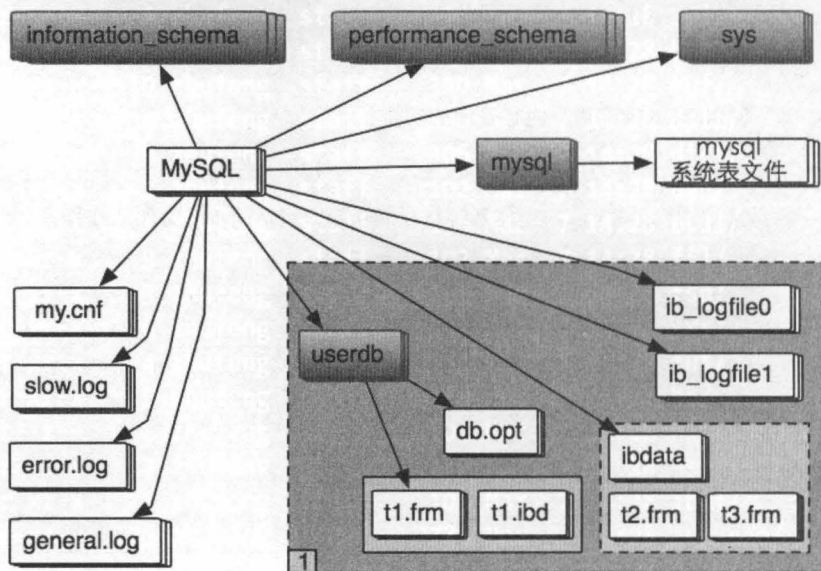 information_schema
performance_schema
sys
MySQL
mysql
mysql
系统表文件
my.cnf
slow.log
error.log
general.log
userdb
db.opt
t1.frm
t1.ibd
ib_logfile0
ib_logfile1
ibdata
t2.frm
t3.frm
1